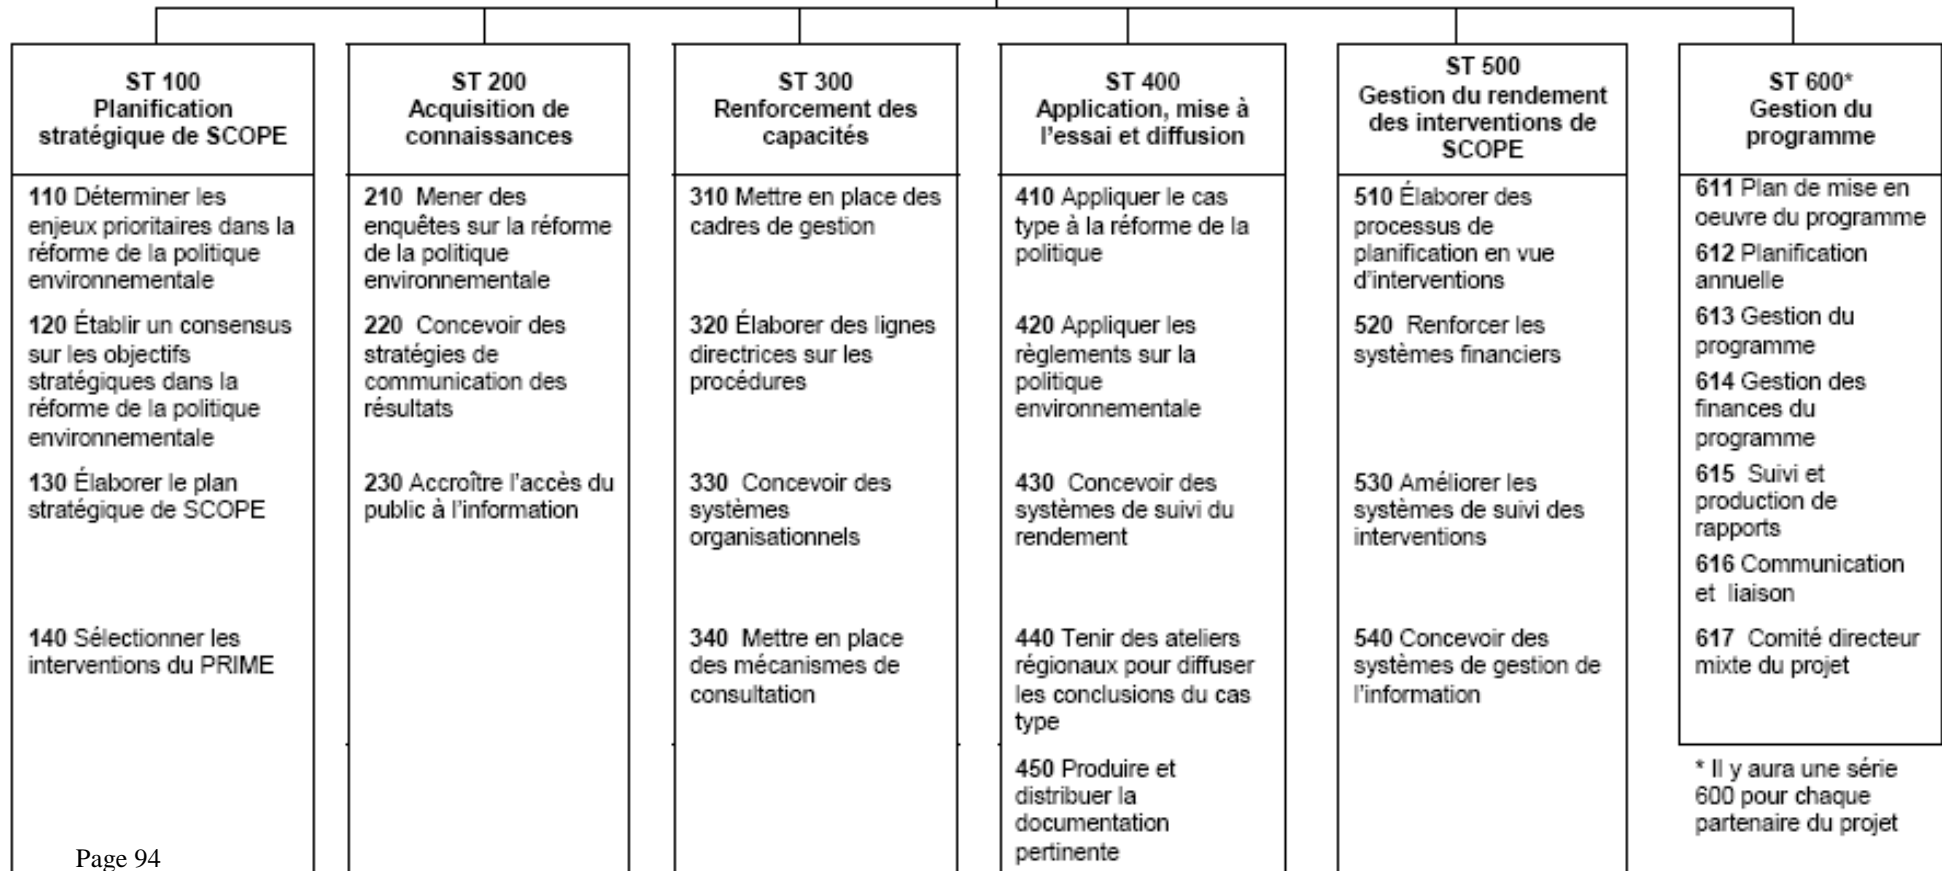 ST 100
Planification
stratégique de SCOPE
110 Déterminer les
enjeux prioritaires dans la
réforme de la politique
environnementale
120 Établir un consensus
sur les objectifs
stratégiques dans la
réforme de la politique
environnementale
130 Élaborer le plan
stratégique de SCOPE
140 Sélectionner les
interventions du PRIME
ST 200
Acquisition de
connaissances
210 Mener des
enquêtes sur la réforme
de la politique
environnementale
220 Concevoir des
stratégies de
communication des
résultats
230 Accroître l'accès du
public à l'information
ST 300
Renforcement des
capacités
310 Mettre en place des
cadres de gestion
320 Élaborer des lignes
directrices sur les
procédures
330 Concevoir des
systèmes
organisationnels
340 Mettre en place
des mécanismes de
consultation
ST 400
Application, mise à
l'essai et diffusion
410 Appliquer le cas
type à la réforme de la
politique
420 Appliquer les
règlements sur la
politique
environnementale
430 Concevoir des
systèmes de suivi du
rendement
440 Tenir des ateliers
régionaux pour diffuser
les conclusions du cas
type
450 Produire et
distribuer la
documentation
pertinente
ST 500
Gestion du rendement
des interventions de
SCOPE
510 Élaborer des
processus de
planification en vue
d'interventions
520 Renforcer les
systèmes financiers
530 Améliorer les
systèmes de suivi des
interventions
540 Concevoir des
systèmes de gestion de
l'information
ST 600*
Gestion du
programme
611 Plan de mise en
oeuvre du programme
612 Planification
annuelle
613 Gestion du
programme
614 Gestion des
finances du
programme
615 Suivi et
production de
rapports
616 Communication
et liaison
617 Comité directeur
mixte du projet
* Il y aura une série
600 pour chaque
partenaire du projet
Page 94